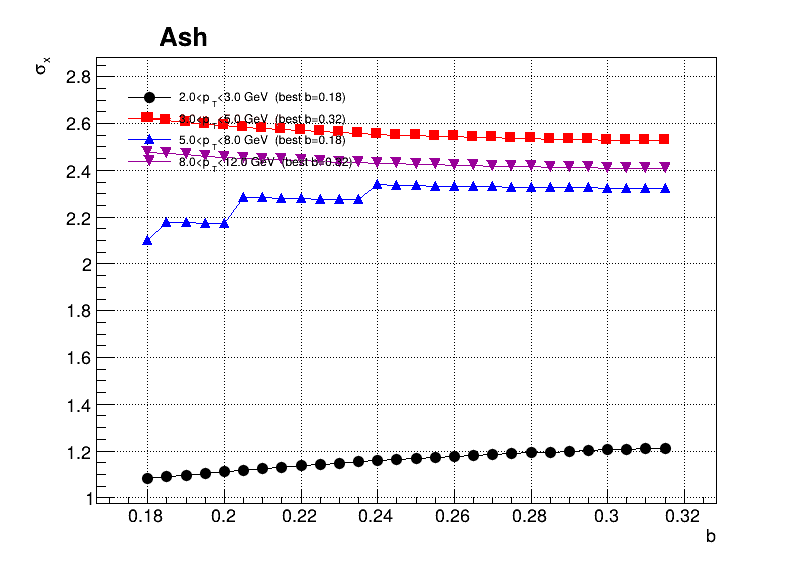 Ash
σx
2.0<pT<3.0 GeV (best b=0.18)
3.0<pT<5.0 GeV (best b=0.32)
5.0<pT<8.0 GeV (best b=0.18)
8.0<pT<12.0 GeV (best b=0.32)
2.8
2.6
2.4
2.2
2
1.8
1.6
1.4
1.2
1
0.18 0.2 0.22 0.24 0.26 0.28 0.3 0.32
b